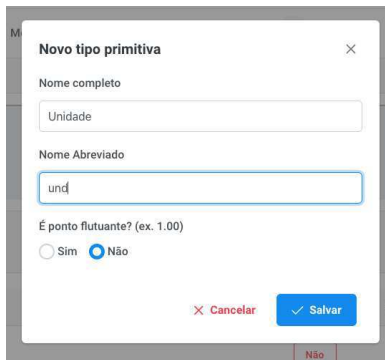 Novo tipo primitiva
Nome completo
Unidade
Nome Abreviado
und
É ponto flutuante? (ex. 1.00)
Sim Não
Cancelar Salvar
Não